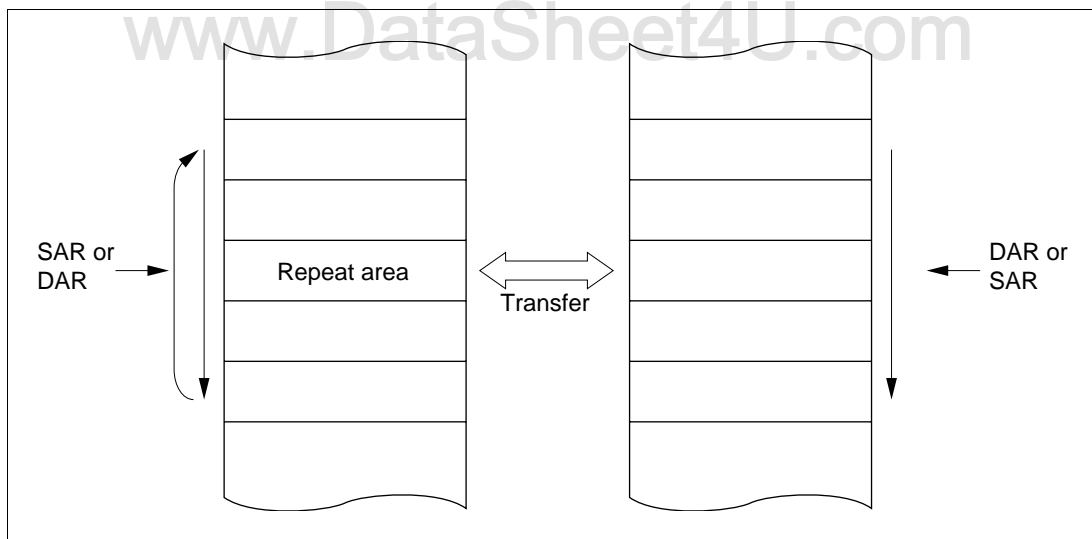 www.DataSheet4U.com
SAR or
DAR
Repeat area
Transfer
DAR or
SAR